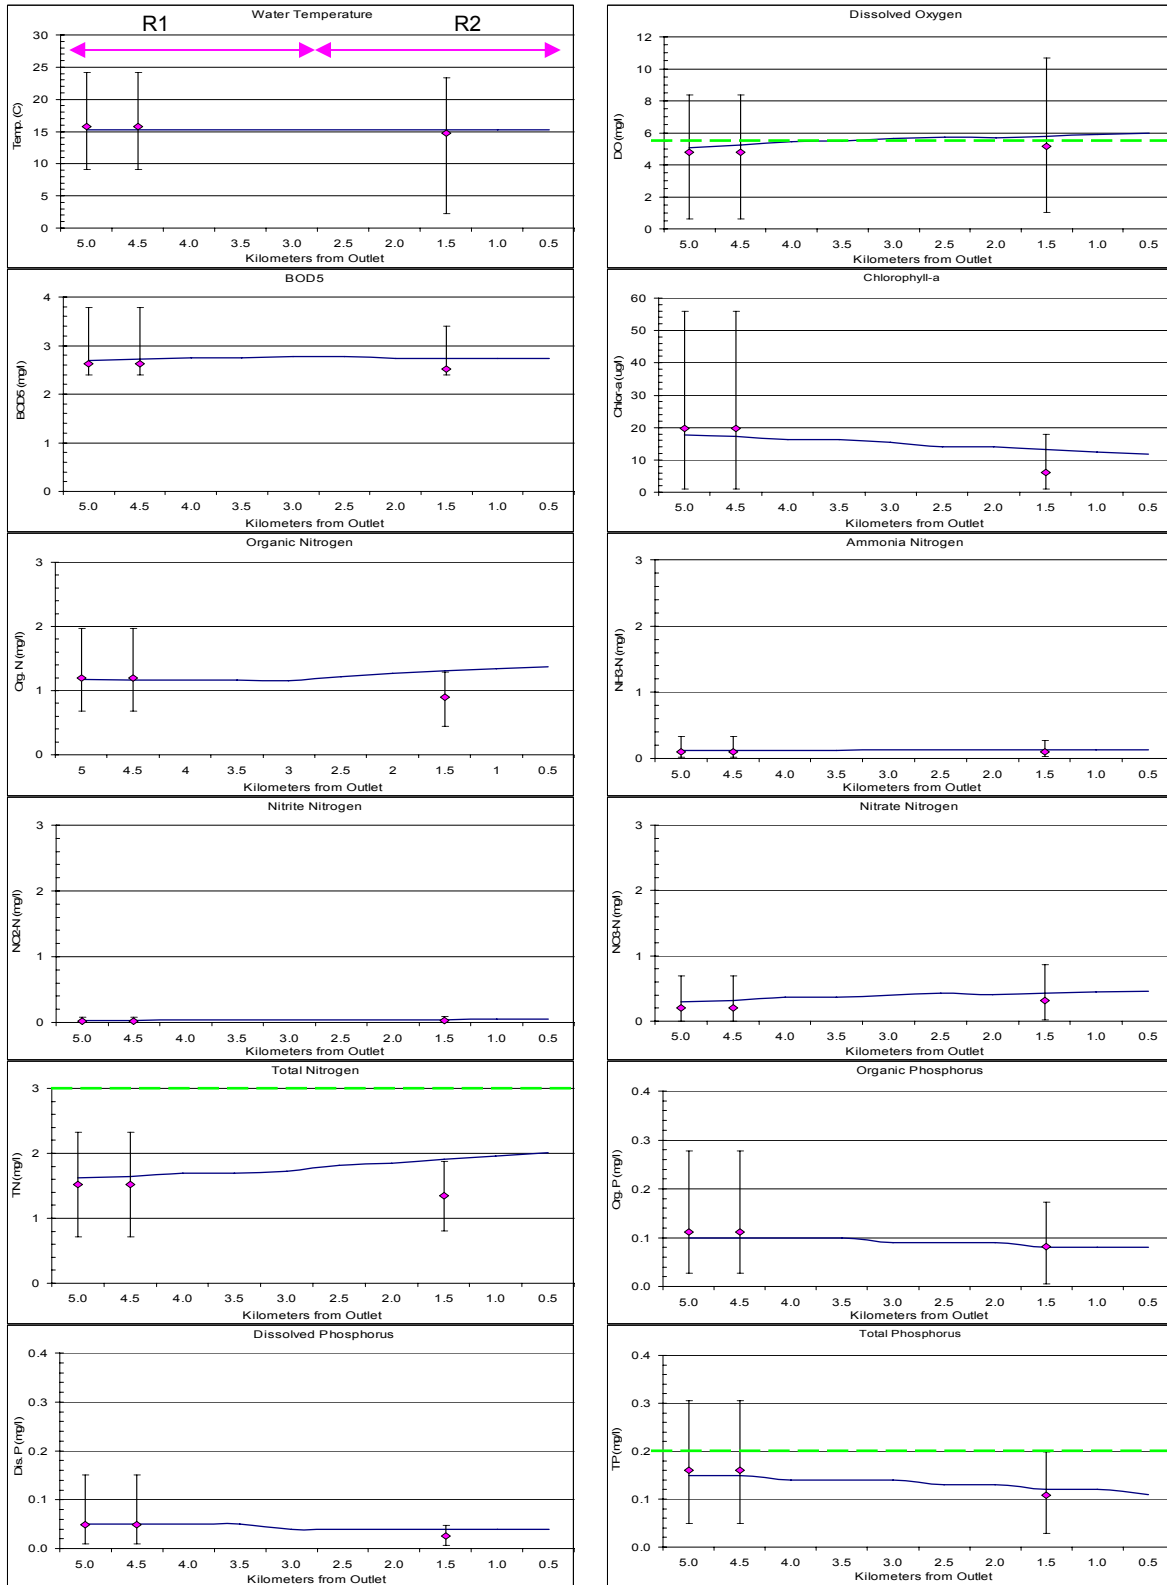 Water Temperature
R1 R2
30
25
20
15
10
5
0
Temp. (C)
5.0 4.5 4.0 3.5 3.0 2.5 2.0 1.5 1.0 0.5
Kilometers from Outlet
Dissolved Oxygen
12
10
8
6
4
2
0
DO (mg/l)
5.0 4.5 4.0 3.5 3.0 2.5 2.0 1.5 1.0 0.5
Kilometers from Outlet
BOD5
4
3
2
1
0
BOD5 (mg/l)
5.0 4.5 4.0 3.5 3.0 2.5 2.0 1.5 1.0 0.5
Kilometers from Outlet
Chlorophyll-a
60
50
40
30
20
10
0
Chlor-a (ug/l)
5.0 4.5 4.0 3.5 3.0 2.5 2.0 1.5 1.0 0.5
Kilometers from Outlet
Organic Nitrogen
3
2
1
0
Org. N (mg/l)
5 4.5 4 3.5 3 2.5 2 1.5 1 0.5
Kilometers from Outlet
Ammonia Nitrogen
3
2
1
0
NH3-N (mg/l)
5.0 4.5 4.0 3.5 3.0 2.5 2.0 1.5 1.0 0.5
Kilometers from Outlet
Nitrite Nitrogen
3
2
1
0
NO2-N (mg/l)
5.0 4.5 4.0 3.5 3.0 2.5 2.0 1.5 1.0 0.5
Kilometers from Outlet
Nitrate Nitrogen
3
2
1
0
NO3-N (mg/l)
5.0 4.5 4.0 3.5 3.0 2.5 2.0 1.5 1.0 0.5
Kilometers from Outlet
Total Nitrogen
3
2
1
0
TN (mg/l)
5.0 4.5 4.0 3.5 3.0 2.5 2.0 1.5 1.0 0.5
Kilometers from Outlet
Organic Phosphorus
0.4
0.3
0.2
0.1
0.0
Org. P (mg/l)
5.0 4.5 4.0 3.5 3.0 2.5 2.0 1.5 1.0 0.5
Kilometers from Outlet
Dissolved Phosphorus
0.4
0.3
0.2
0.1
0.0
Dis. P (mg/l)
5.0 4.5 4.0 3.5 3.0 2.5 2.0 1.5 1.0 0.5
Kilometers from Outlet
Total Phosphorus
0.4
0.3
0.2
0.1
0.0
TP (mg/l)
5.0 4.5 4.0 3.5 3.0 2.5 2.0 1.5 1.0 0.5
Kilometers from Outlet